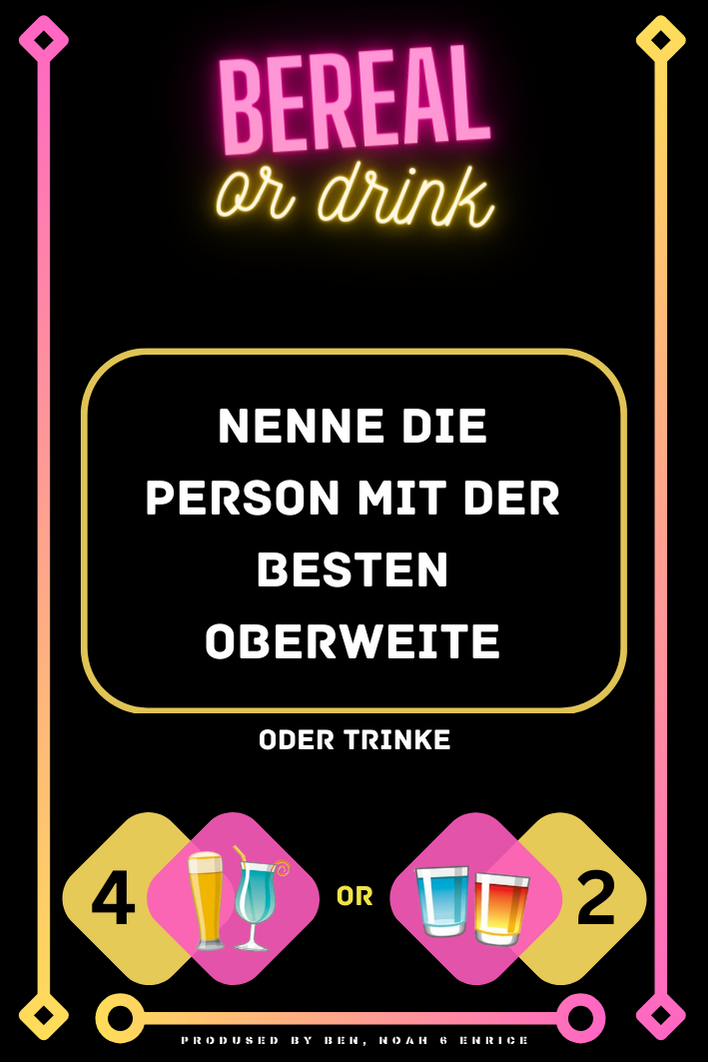 BEREAL
or drink
NENNE DIE
PERSON MIT DER
BESTEN
OBERWEITE
ODER TRINKE
4 OR 2
PRODUSED BY BEN, NOAH & ENRICE